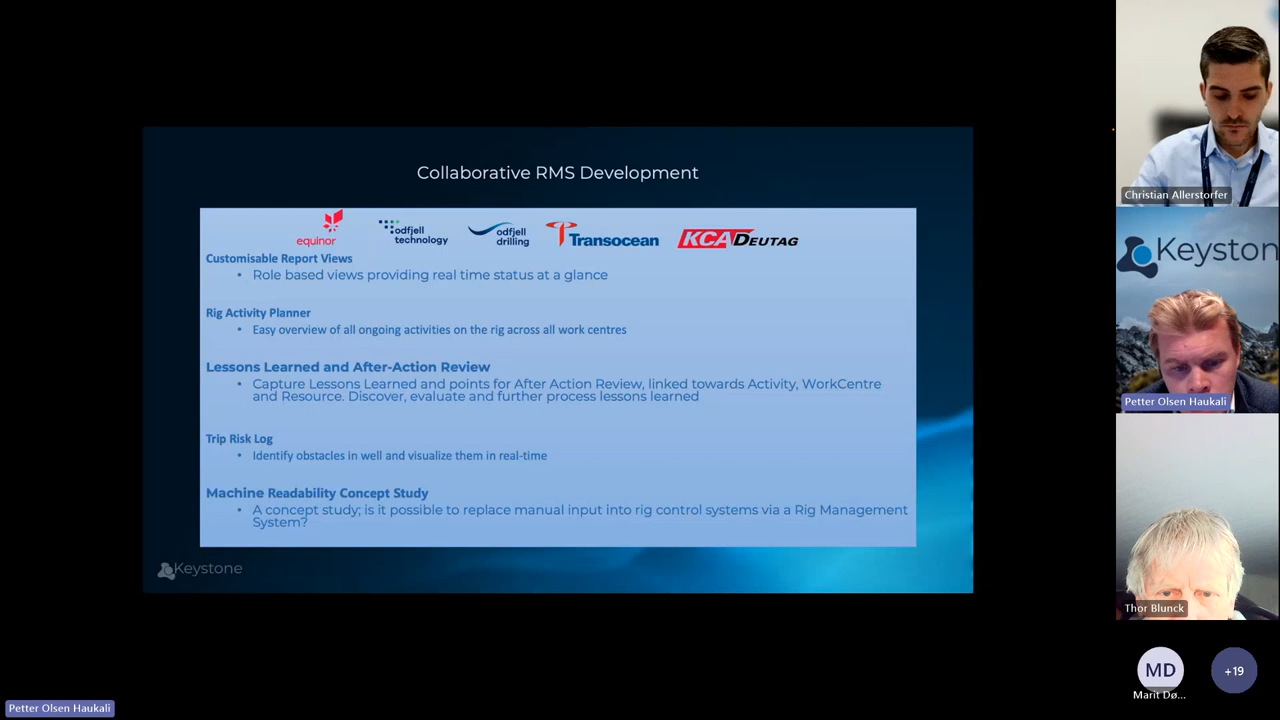 Collaborative RMS Development
equinor
odfjell
technology
odfjell
drilling
Transocean
KCA DEUTAG
Customisable Report Views
• Role based views providing real time status at a glance
Rig Activity Planner
• Easy overview of all ongoing activities on the rig across all work centres
Lessons Learned and After-Action Review
• Capture Lessons Learned and points for After Action Review, linked towards Activity, WorkCentre
and Resource. Discover, evaluate and further process lessons learned
Trip Risk Log
• Identify obstacles in well and visualize them in real-time
Machine Readability Concept Study
• A concept study; is it possible to replace manual input into rig control systems via a Rig Management
System?
Keystone
Christian Allerstorfer
Keyston
Petter Olsen Haukali
Thor Blunck
MD
+19
Marit Dø...
Petter Olsen Haukali